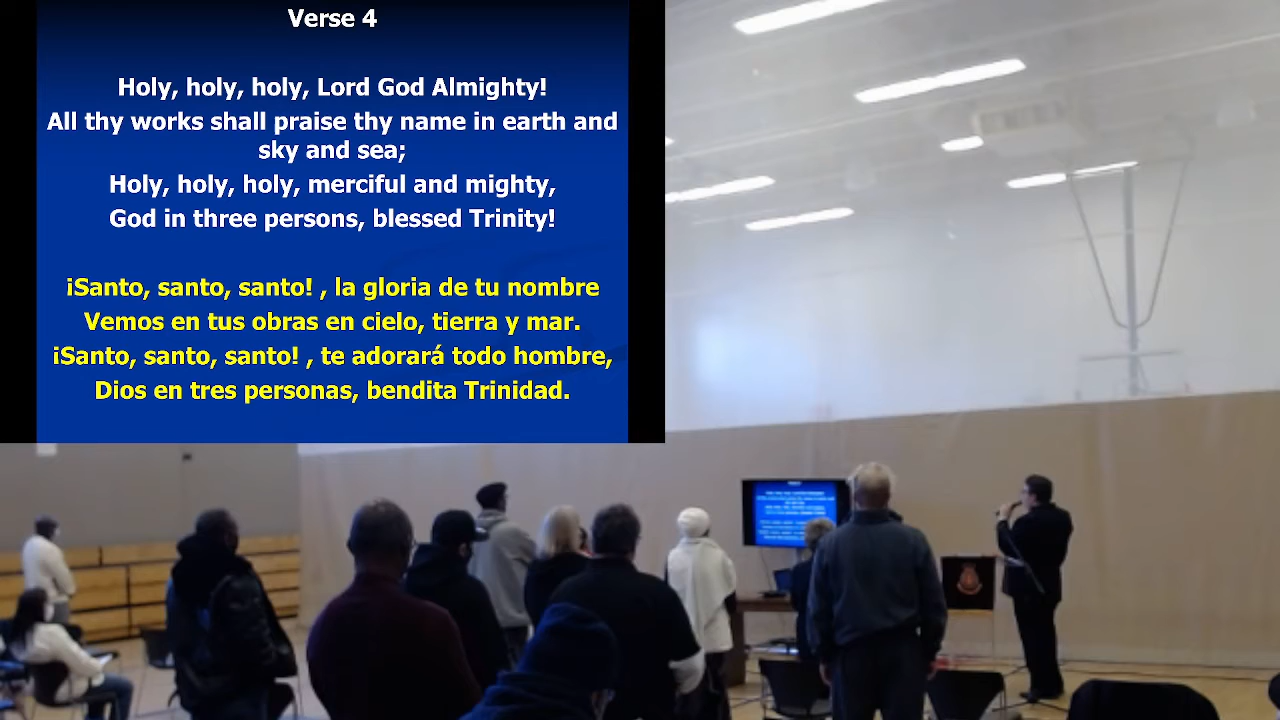 Verse 4
Holy, holy, holy, Lord God Almighty!
All thy works shall praise thy name in earth and
sky and sea;
Holy, holy, holy, merciful and mighty,
God in three persons, blessed Trinity!
¡Santo, santo, santo! , la gloria de tu nombre
Vemos en tus obras en cielo, tierra y mar.
¡Santo, santo, santo! , te adorará todo hombre,
Dios en tres personas, bendita Trinidad.